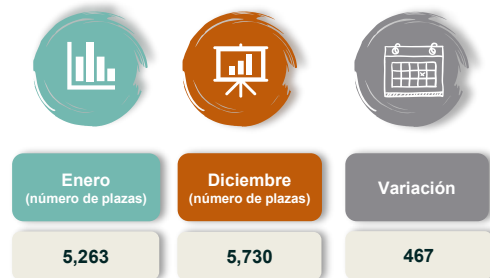 Enero
(número de plazas)
Diciembre
(número de plazas)
Variación
5,263
5,730
467